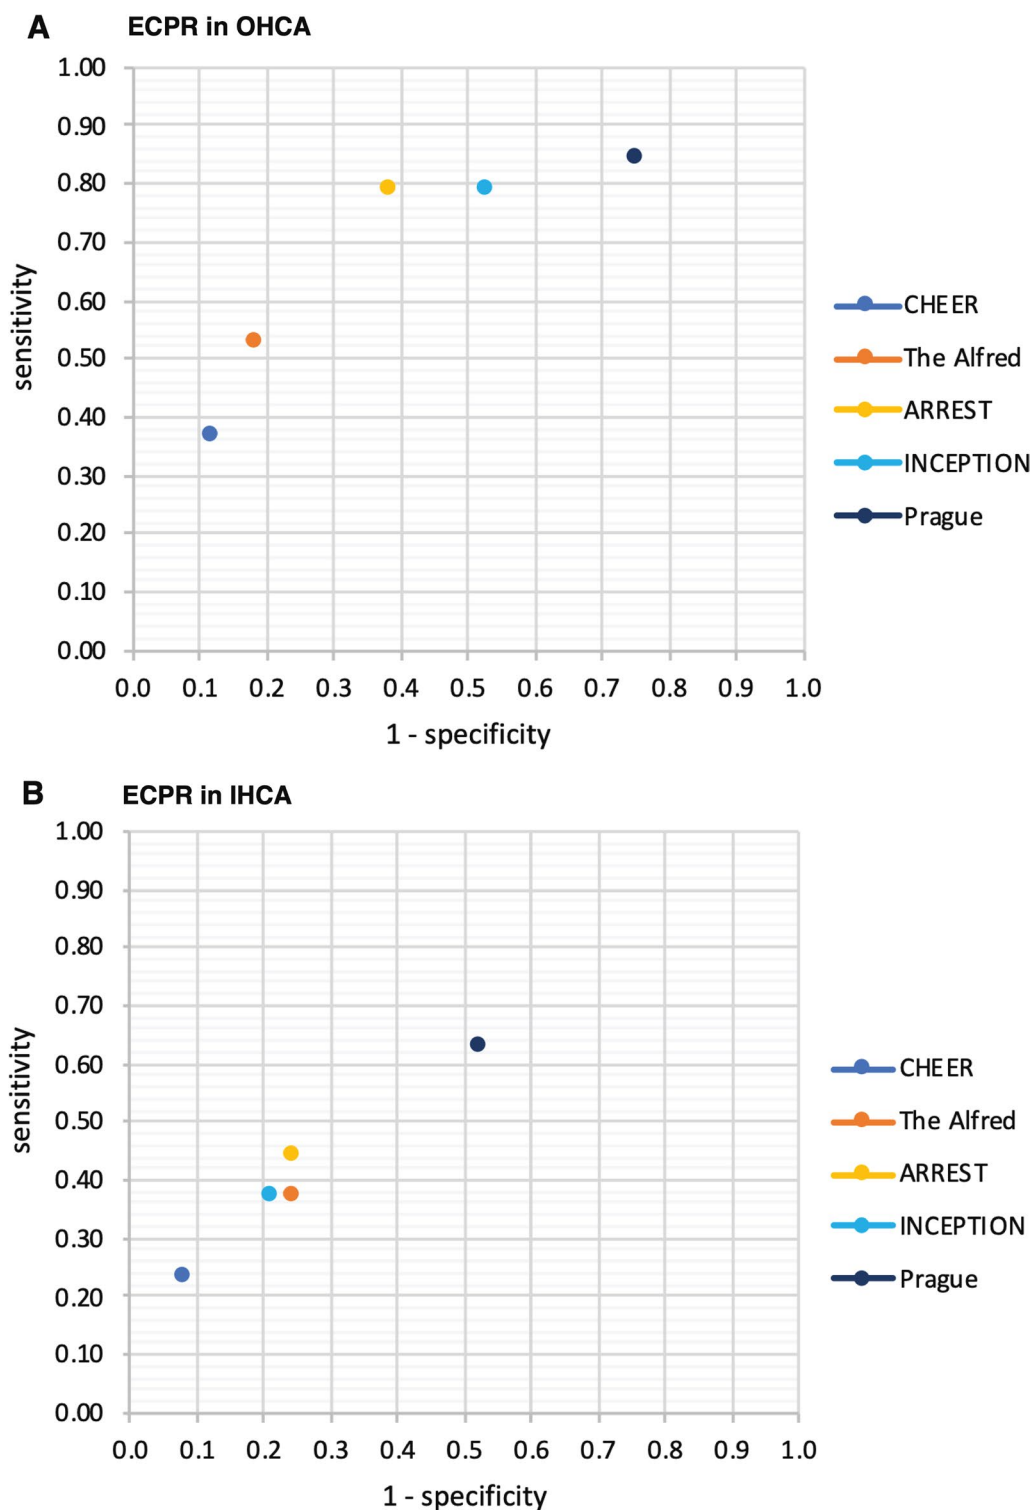 A ECPR in OHCA
1.00
0.90
0.80
0.70
0.60
0.50
0.40
0.30
0.20
0.10
0.00
sensitivity
0.0 0.1 0.2 0.3 0.4 0.5 0.6 0.7 0.8 0.9 1.0
1 - specificity
CHEER
The Alfred
ARREST
INCEPTION
Prague
B ECPR in IHCA
1.00
0.90
0.80
0.70
0.60
0.50
0.40
0.30
0.20
0.10
0.00
sensitivity
0.0 0.1 0.2 0.3 0.4 0.5 0.6 0.7 0.8 0.9 1.0
1 - specificity
CHEER
The Alfred
ARREST
INCEPTION
Prague